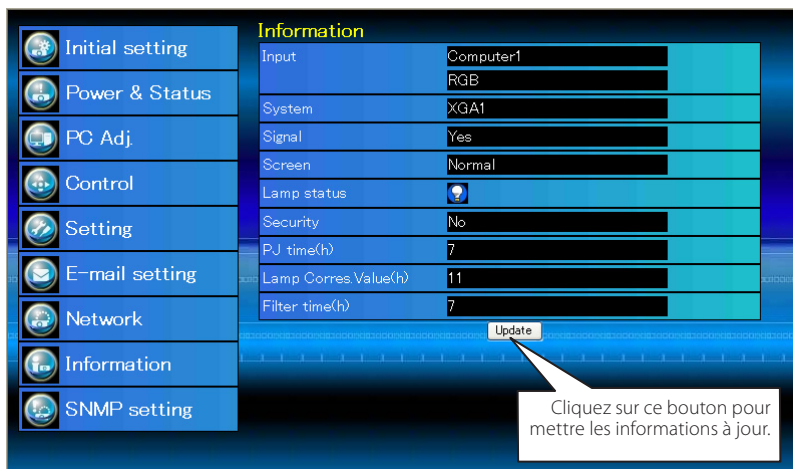 Initial setting
Power & Status
PC Adj.
Control
Setting
E-mail setting
Network
Information
SNMP setting
Information
Input Computer1
RGB
System XGA1
Signal Yes
Screen Normal
Lamp status
Security No
PJ time(h) 7
Lamp Corres.Value(h) 11
Filter time(h) 7
Update
Cliquez sur ce bouton pour
mettre les informations à jour.